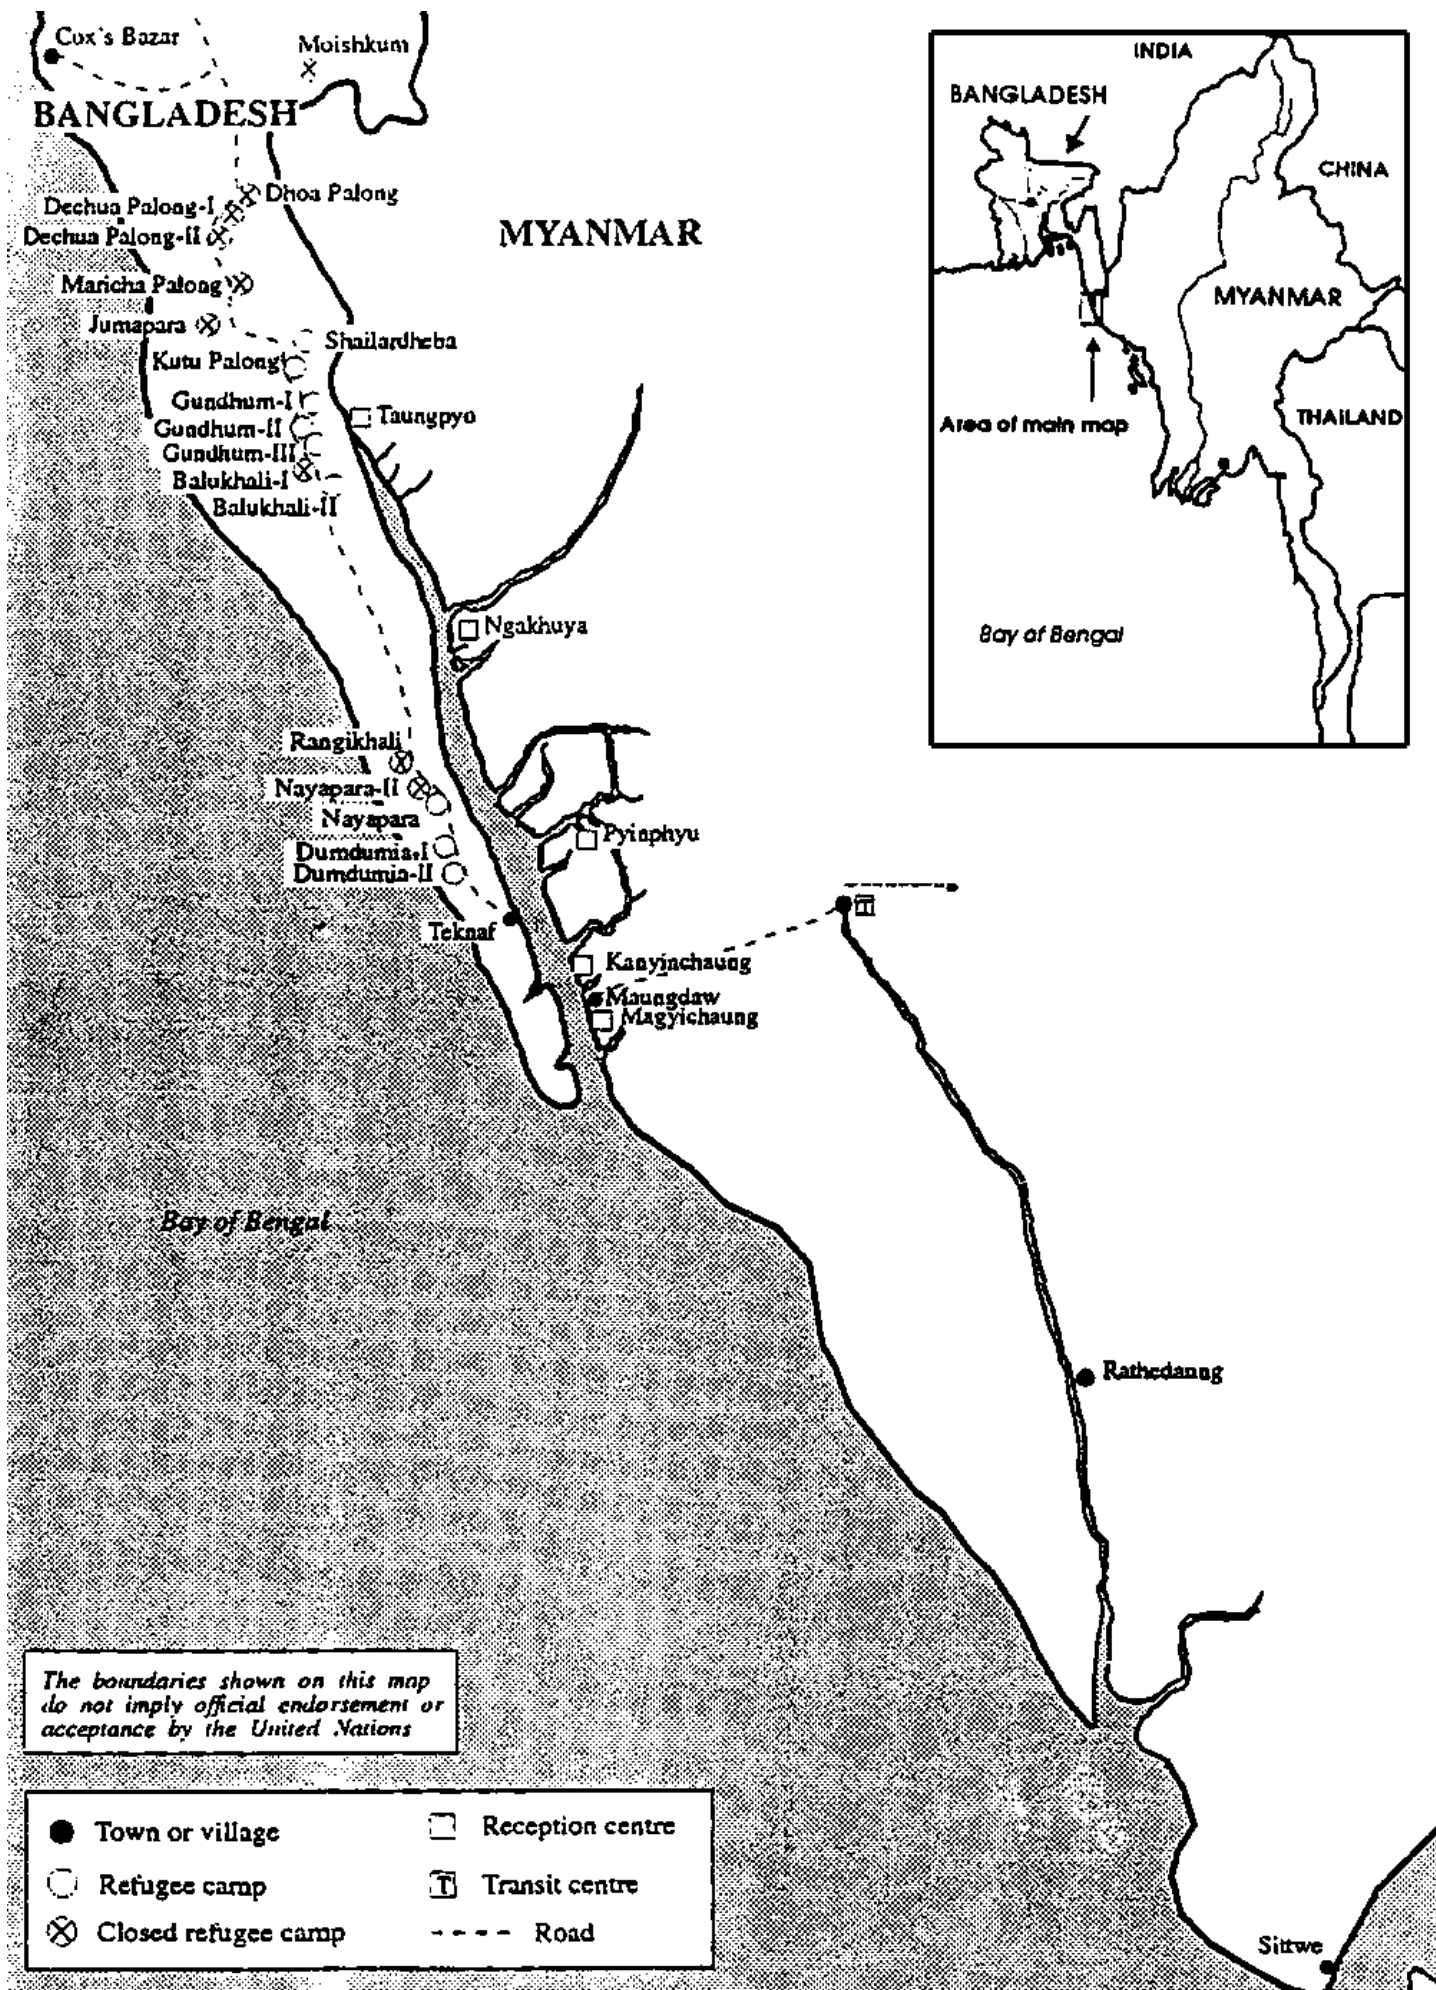 Cox's Bazar
Moishkum
BANGLADESH
Dhoa Palong
Dechua Palong-I
Dechua Palong-II
MYANMAR
Maricha Palong
Jumapara
Shailardheba
Kutu Palong
Gundhum-I
Taungpyo
Gundhum-II
Gundhum-III
Balukhali-I
Balukhali-II
Ngakhuya
Rangikhali
Nayapara-II
Nayapara
Pyinphyu
Dumdumia-I
Dumdumia-II
Teknaf
T
Kanyinchaung
Maungdaw
Magyichaung
Bay of Bengal
Rathedanng
Sittwe
INDIA
BANGLADESH
CHINA
MYANMAR
THAILAND
Area of main map
Bay of Bengal
The boundaries shown on this map
do not imply official endorsement or
acceptance by the United Nations
Town or village
Reception centre
Refugee camp
T Transit centre
Closed refugee camp
Road